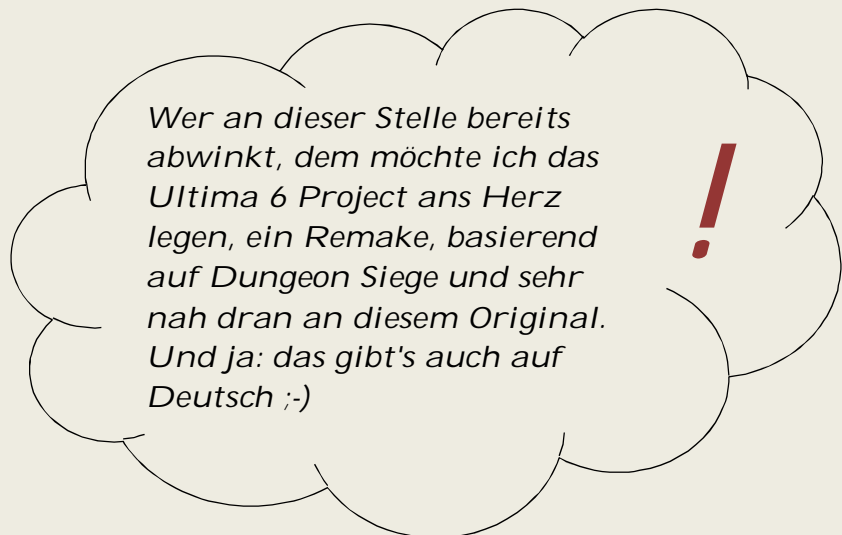 Wer an dieser Stelle bereits
abwinkt, dem möchte ich das
Ultima 6 Project ans Herz
legen, ein Remake, basierend
auf Dungeon Siege und sehr
nah dran an diesem Original.
Und ja: das gibt's auch auf
Deutsch ;-)
!